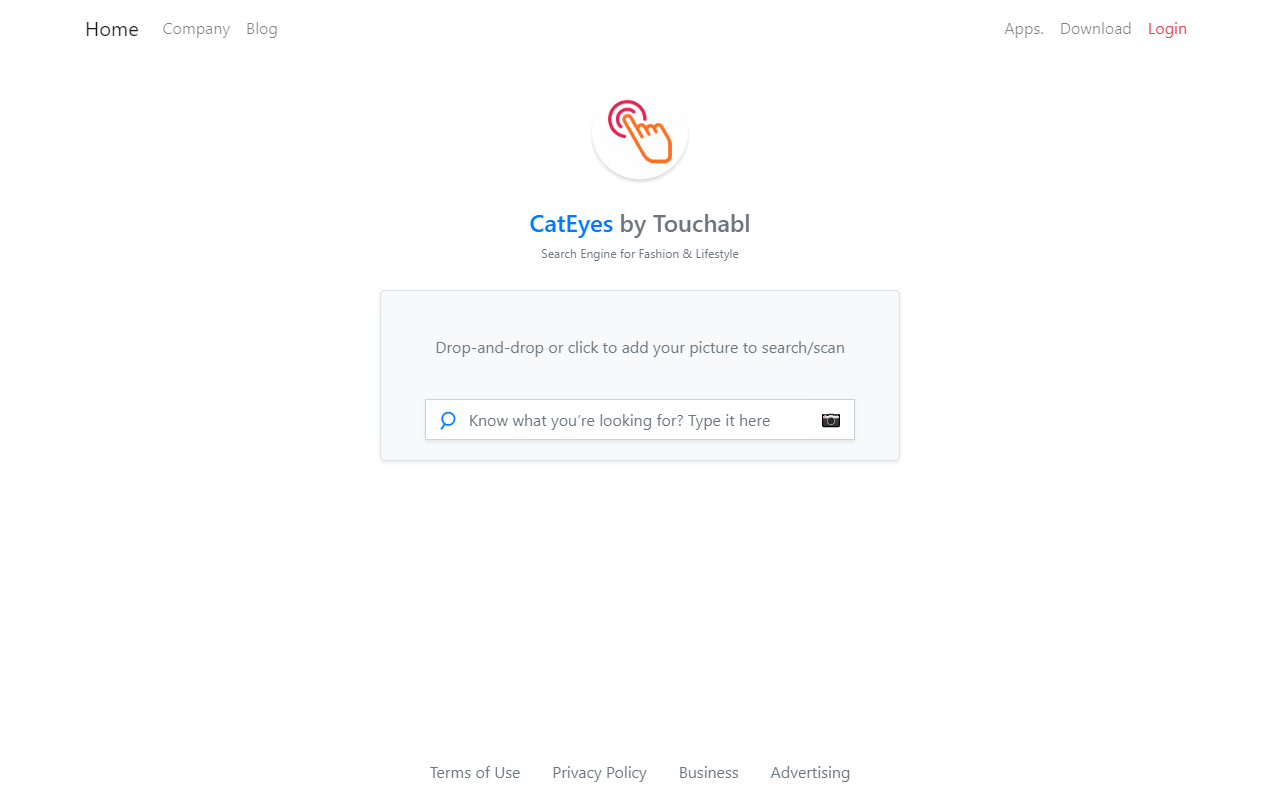 Home Company Blog Apps. Download Login
CatEyes by Touchabl
Search Engine for Fashion & Lifestyle
Drop-and-drop or click to add your picture to search/scan
Know what you're looking for? Type it here
Terms of Use Privacy Policy Business Advertising